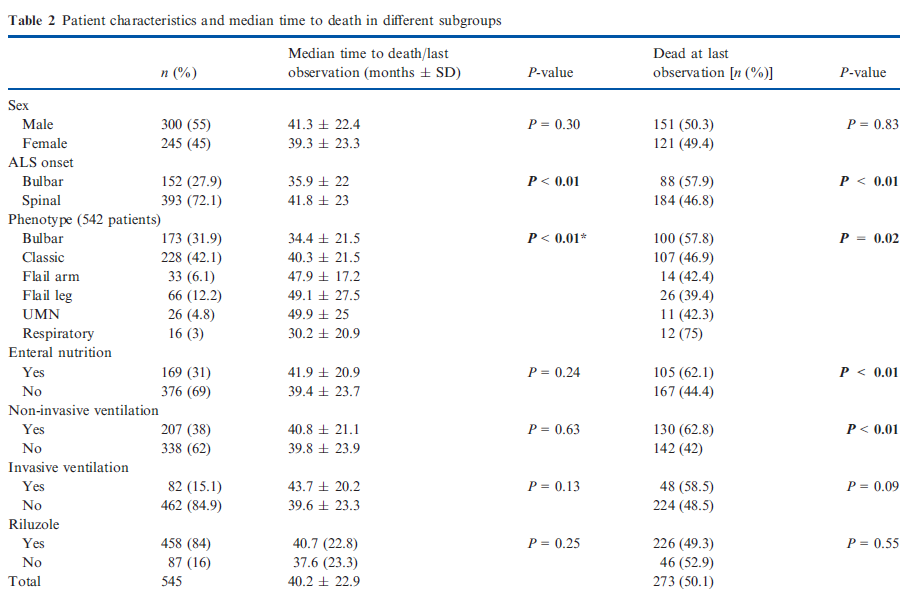 Table 2 Patient characteristics and median time to death in different subgroups
n (%) Median time to death/last observation (months ± SD) P-value Dead at last observation [n (%)] P-value
Sex
Male 300 (55) 41.3 ± 22.4 P = 0.30 151 (50.3) P = 0.83
Female 245 (45) 39.3 ± 23.3 121 (49.4)
ALS onset
Bulbar 152 (27.9) 35.9 ± 22 P < 0.01 88 (57.9) P < 0.01
Spinal 393 (72.1) 41.8 ± 23 184 (46.8)
Phenotype (542 patients)
Bulbar 173 (31.9) 34.4 ± 21.5 P < 0.01* 100 (57.8) P = 0.02
Classic 228 (42.1) 40.3 ± 21.5 107 (46.9)
Flail arm 33 (6.1) 47.9 ± 17.2 14 (42.4)
Flail leg 66 (12.2) 49.1 ± 27.5 26 (39.4)
UMN 26 (4.8) 49.9 ± 25 11 (42.3)
Respiratory 16 (3) 30.2 ± 20.9 12 (75)
Enteral nutrition
Yes 169 (31) 41.9 ± 20.9 P = 0.24 105 (62.1) P < 0.01
No 376 (69) 39.4 ± 23.7 167 (44.4)
Non-invasive ventilation
Yes 207 (38) 40.8 ± 21.1 P = 0.63 130 (62.8) P < 0.01
No 338 (62) 39.8 ± 23.9 142 (42)
Invasive ventilation
Yes 82 (15.1) 43.7 ± 20.2 P = 0.13 48 (58.5) P = 0.09
No 462 (84.9) 39.6 ± 23.3 224 (48.5)
Riluzole
Yes 458 (84) 40.7 (22.8) P = 0.25 226 (49.3) P = 0.55
No 87 (16) 37.6 (23.3) 46 (52.9)
Total 545 40.2 ± 22.9 273 (50.1)